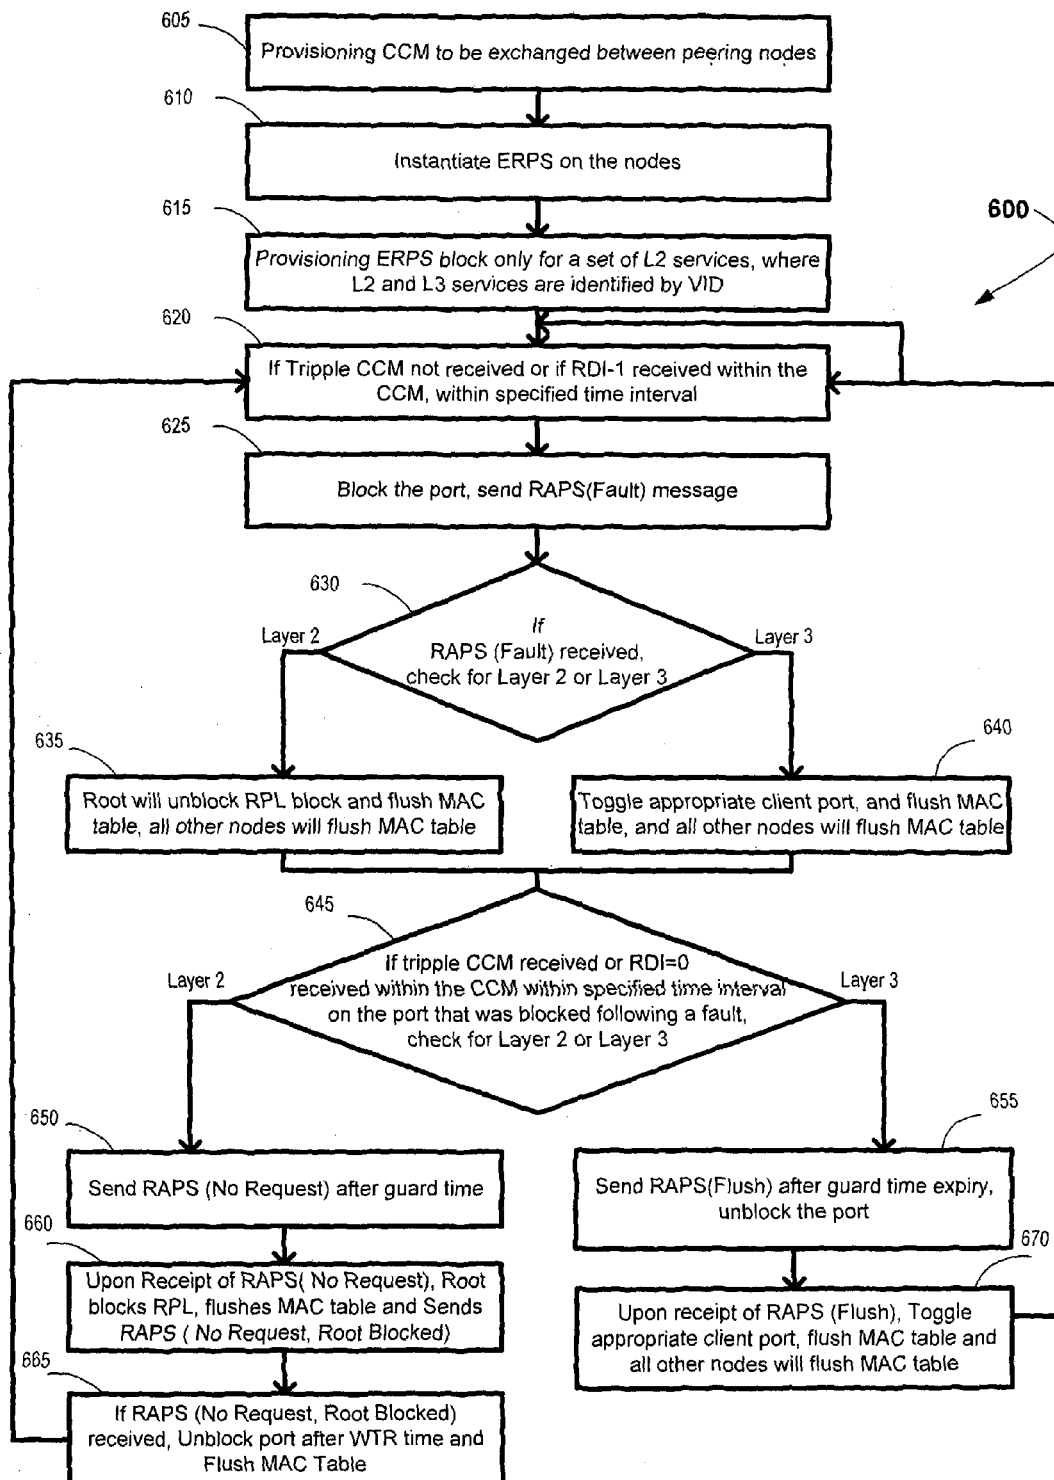 605
Provisioning CCM to be exchanged between peering nodes
610
Instantiate ERPS on the nodes
615
600
Provisioning ERPS block only for a set of L2 services, where
L2 and L3 services are identified by VID
620
If Tripple CCM not received or if RDI-1 received within the
CCM, within specified time interval
625
Block the port, send RAPS(Fault) message
630
Layer 2
If
RAPS (Fault) received,
check for Layer 2 or Layer 3
Layer 3
635
Root will unblock RPL block and flush MAC
table, all other nodes will flush MAC table
640
Toggle appropriate client port, and flush MAC
table, and all other nodes will flush MAC table
645
Layer 2
If tripple CCM received or RDI=0
received within the CCM within specified time interval
on the port that was blocked following a fault,
check for Layer 2 or Layer 3
Layer 3
650
Send RAPS (No Request) after guard time
655
Send RAPS(Flush) after guard time expiry,
unblock the port
660
Upon Receipt of RAPS( No Request), Root
blocks RPL, flushes MAC table and Sends
RAPS ( No Request, Root Blocked)
670
Upon receipt of RAPS (Flush), Toggle
appropriate client port, flush MAC table and
all other nodes will flush MAC table
665
If RAPS (No Request, Root Blocked)
received, Unblock port after WTR time and
Flush MAC Table